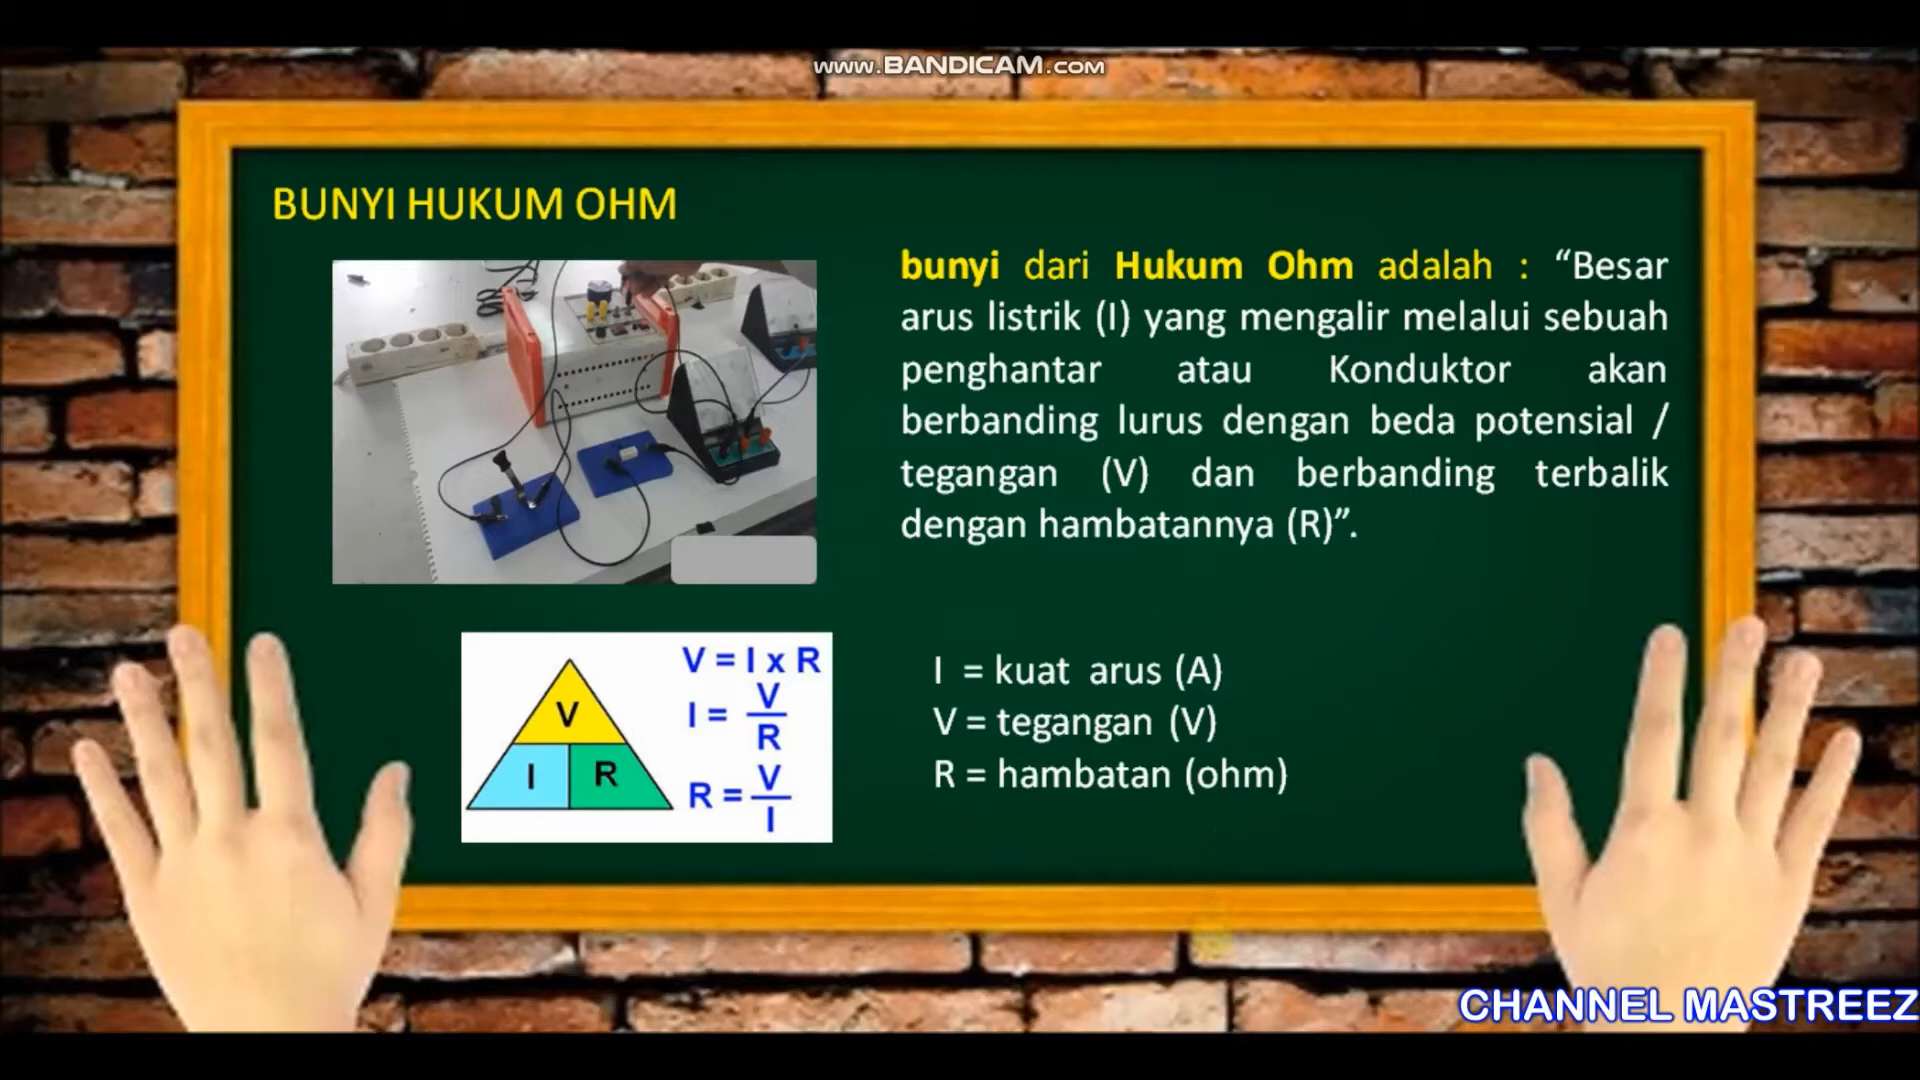 www.BANDICAM.com
BUNYI HUKUM OHM
bunyi dari Hukum Ohm adalah : “Besar
arus listrik (I) yang mengalir melalui sebuah
penghantar atau Konduktor akan
berbanding lurus dengan beda potensial /
tegangan (V) dan berbanding terbalik
dengan hambatannya (R)”.
V
I R
V = I x R
I = V
R
R = V
I
I = kuat arus (A)
V = tegangan (V)
R = hambatan (ohm)
CHANNEL MASTREEZ